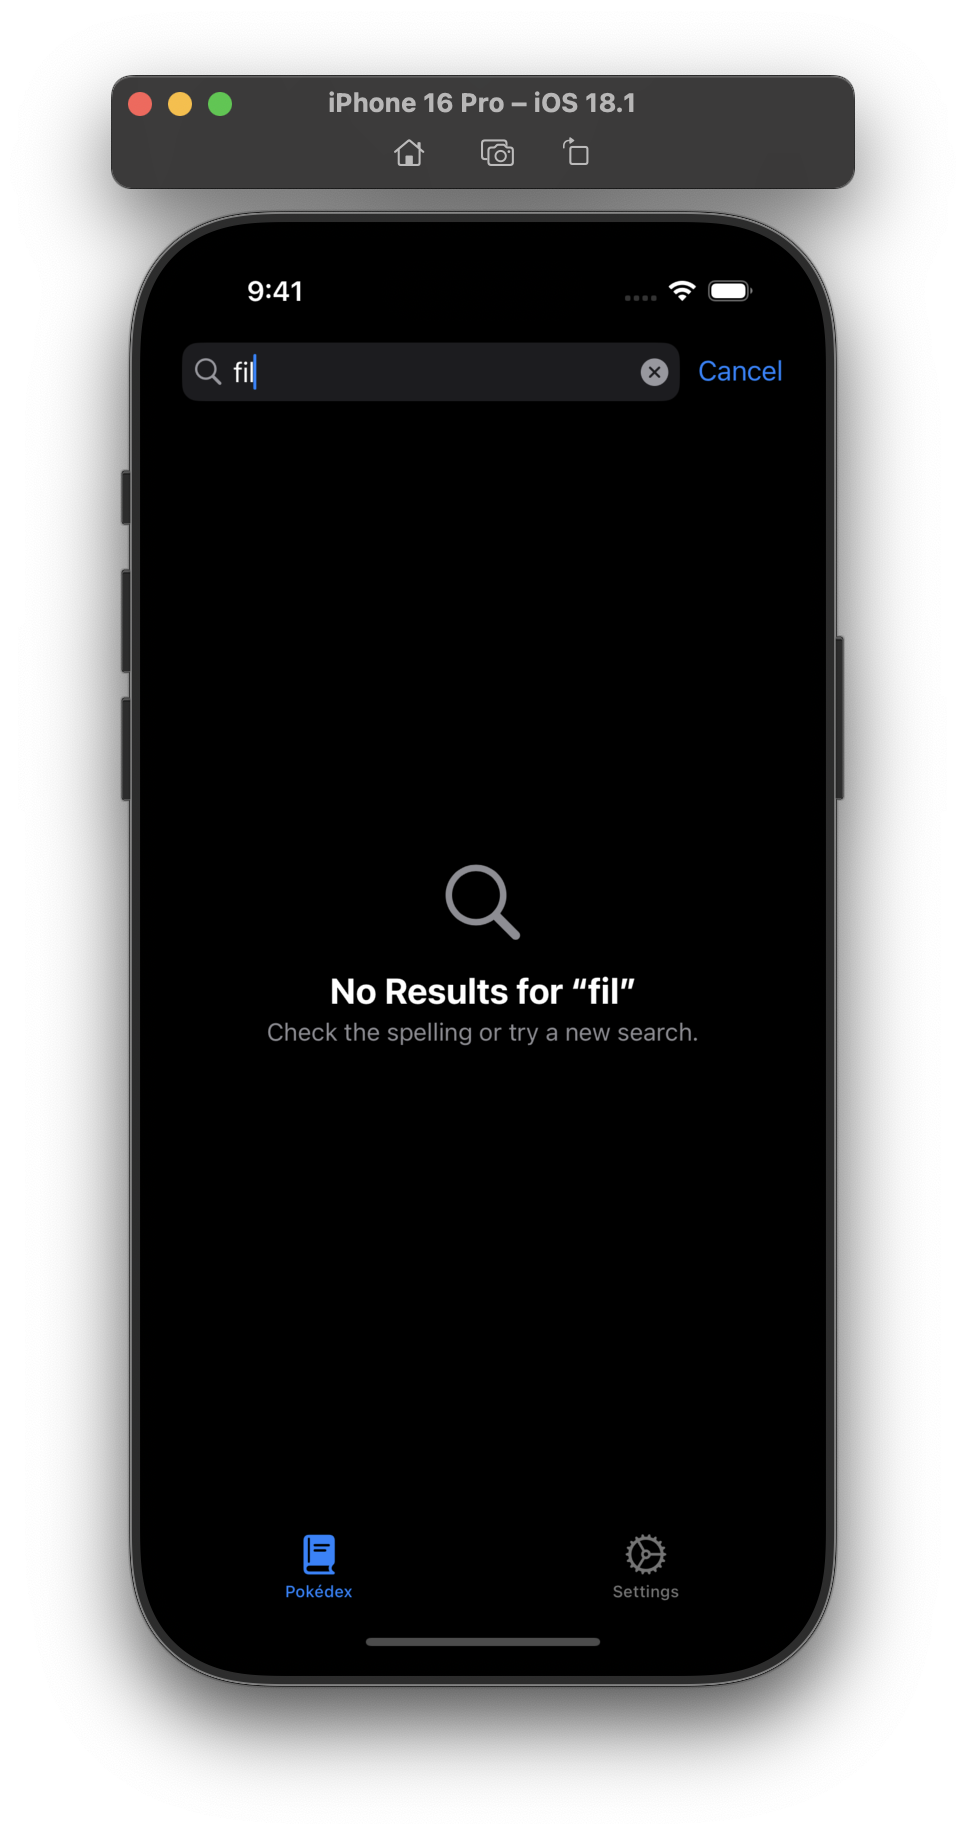 iPhone 16 Pro – iOS 18.1
9:41
fil
Cancel
No Results for “fil”
Check the spelling or try a new search.
Pokédex
Settings